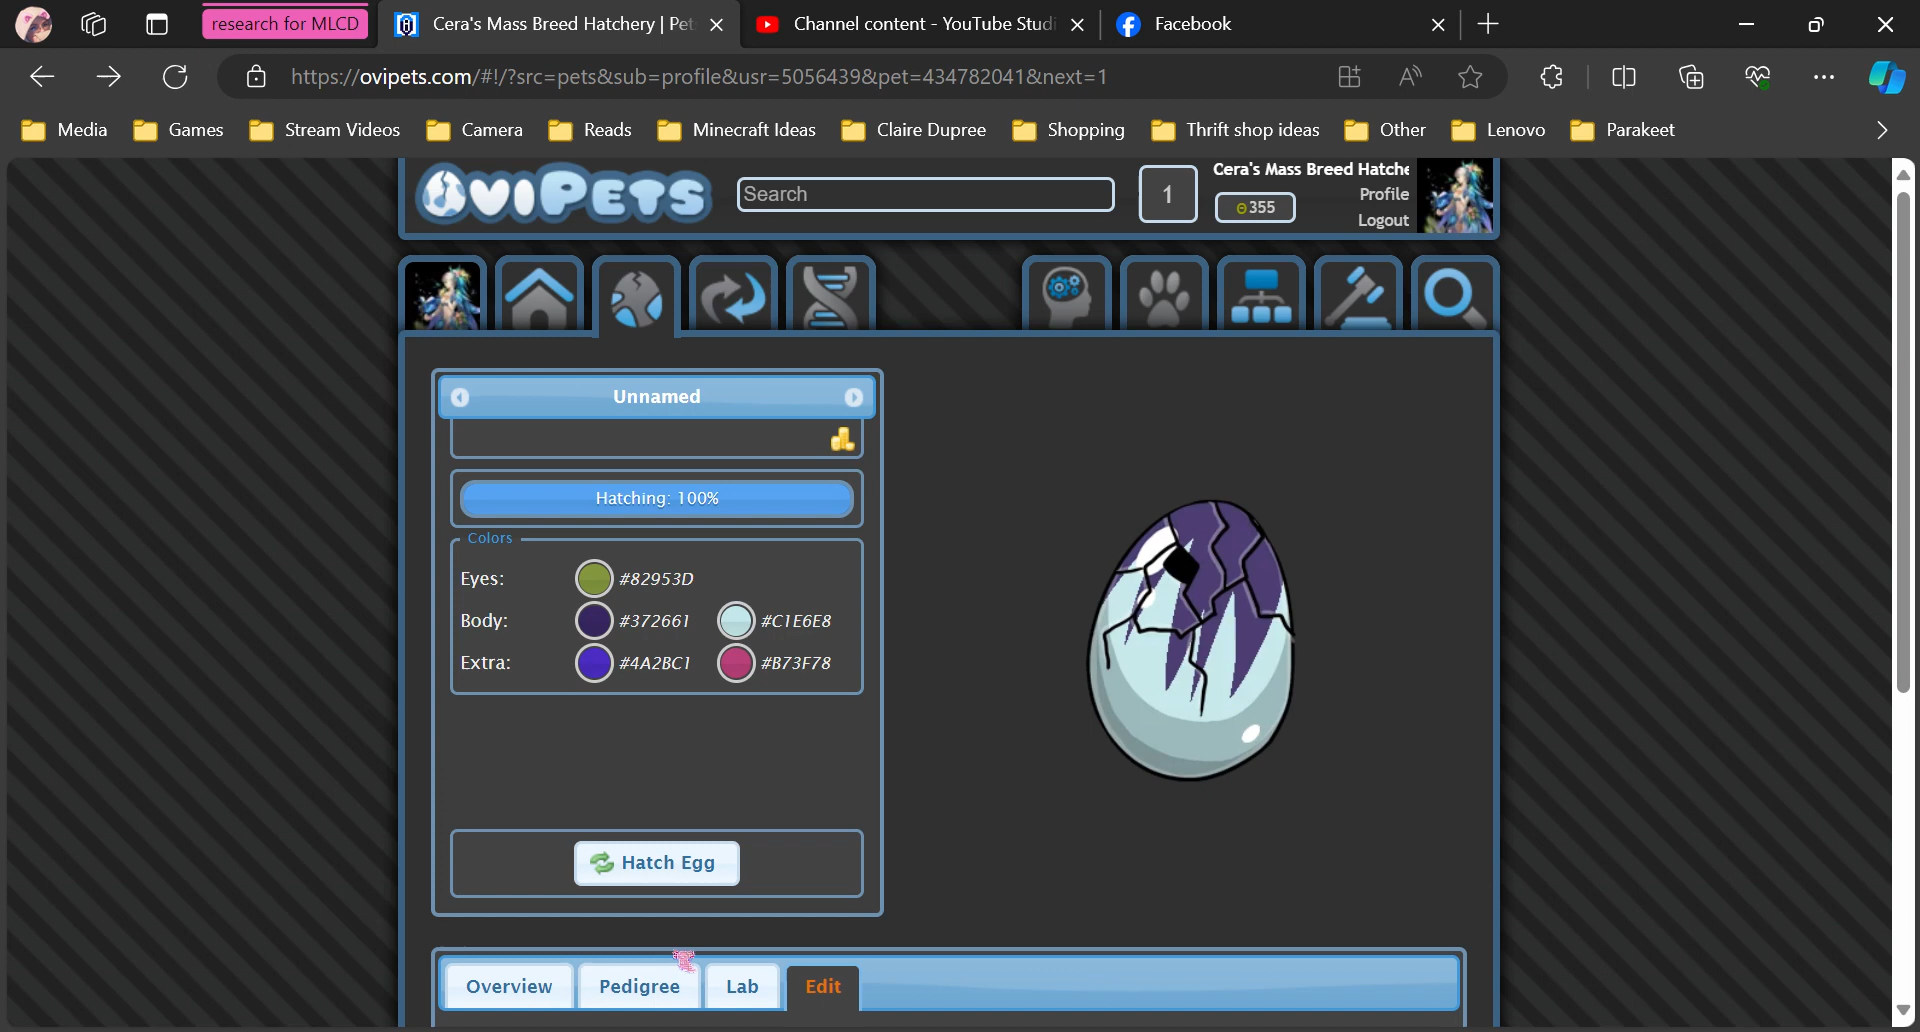 research for MLCD
Cera's Mass Breed Hatchery | Pet
Channel content - YouTube Studi
Facebook
https://ovipets.com/#!/?src=pets&sub=profile&usr=5056439&pet=434782041&next=1
Media
Games
Stream Videos
Camera
Reads
Minecraft Ideas
Claire Dupree
Shopping
Thrift shop ideas
Other
Lenovo
Parakeet
OviPets
Search
1
Cera's Mass Breed Hatche
355
Profile
Logout
Unnamed
Hatching: 100%
Colors
Eyes: #82953D
Body: #372661 #C1E6E8
Extra: #4A2BC1 #B73F78
Hatch Egg
Overview
Pedigree
Lab
Edit